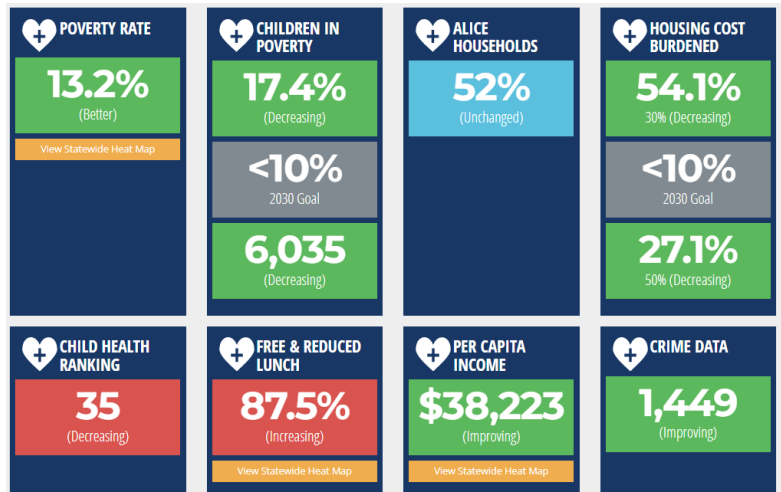 POVERTY RATE
13.2%
(Better)
View Statewide Heat Map
CHILDREN IN
POVERTY
17.4%
(Decreasing)
<10%
2030 Goal
6,035
(Decreasing)
ALICE
HOUSEHOLDS
52%
(Unchanged)
HOUSING COST
BURDENED
54.1%
30% (Decreasing)
<10%
2030 Goal
27.1%
50% (Decreasing)
CHILD HEALTH
RANKING
35
(Decreasing)
FREE & REDUCED
LUNCH
87.5%
(Increasing)
View Statewide Heat Map
PER CAPITA
INCOME
$38,223
(Improving)
View Statewide Heat Map
CRIME DATA
1,449
(Improving)